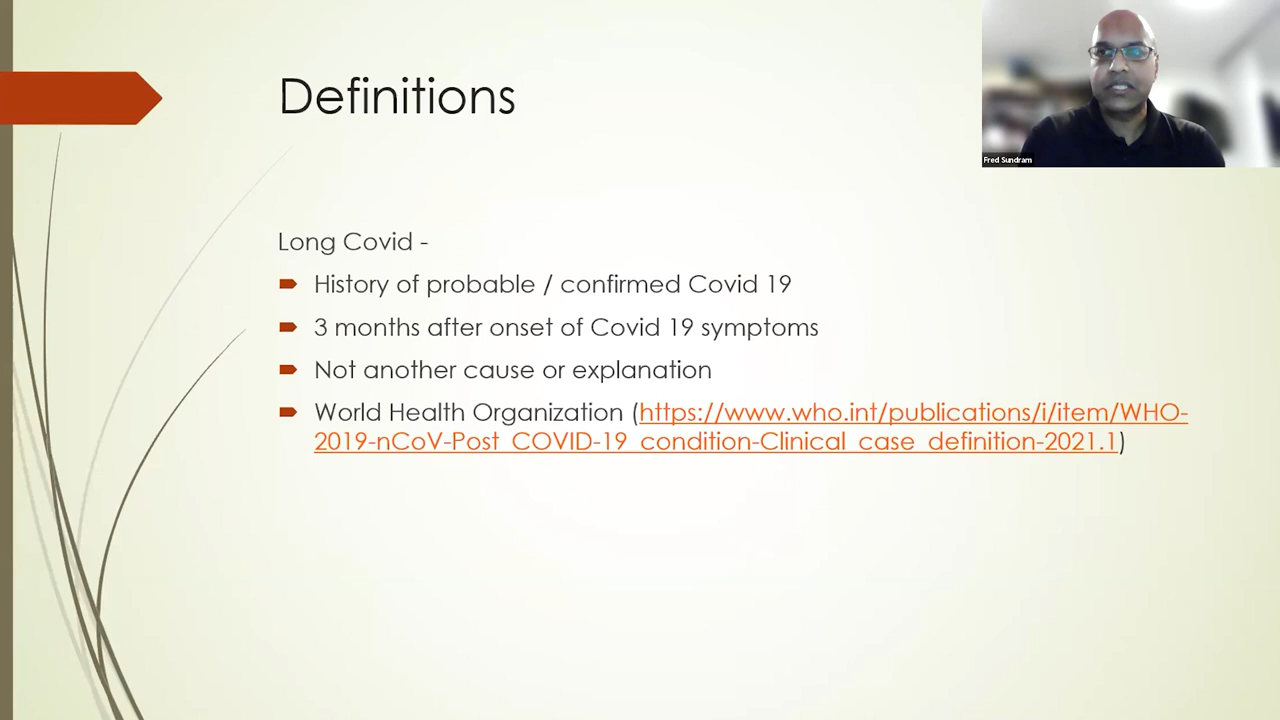 Definitions
Fred Sundram
Long Covid -
History of probable / confirmed Covid 19
3 months after onset of Covid 19 symptoms
Not another cause or explanation
World Health Organization (https://www.who.int/publications/i/item/WHO-
2019-nCoV-Post_COVID-19_condition-Clinical_case_definition-2021.1)